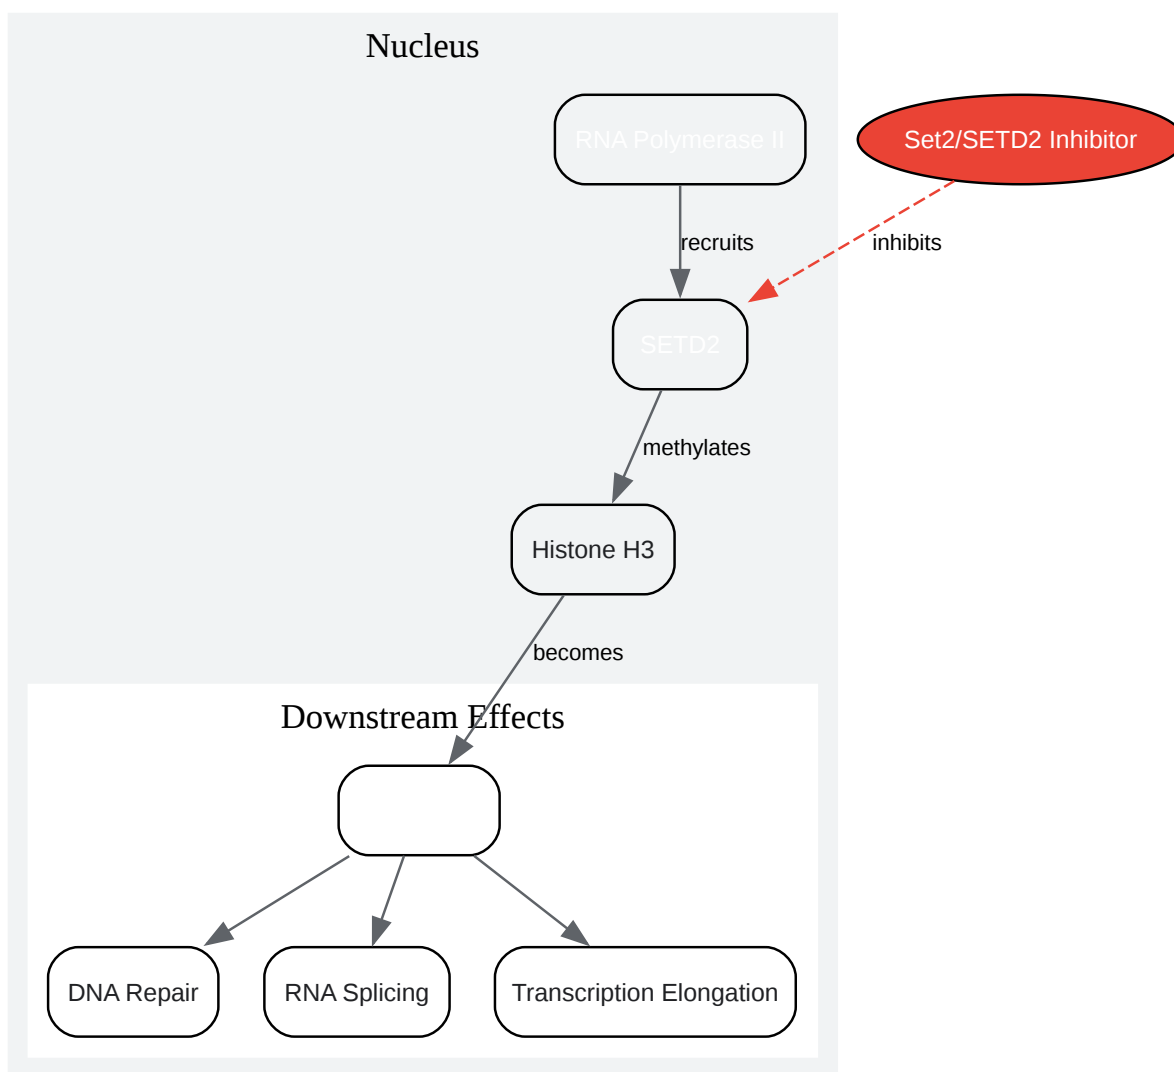 Nucleus
RNA Polymerase II
Set2/SETD2 Inhibitor
recruits
inhibits
SETD2
methylates
Histone H3
becomes
Downstream Effects
DNA Repair
RNA Splicing
Transcription Elongation